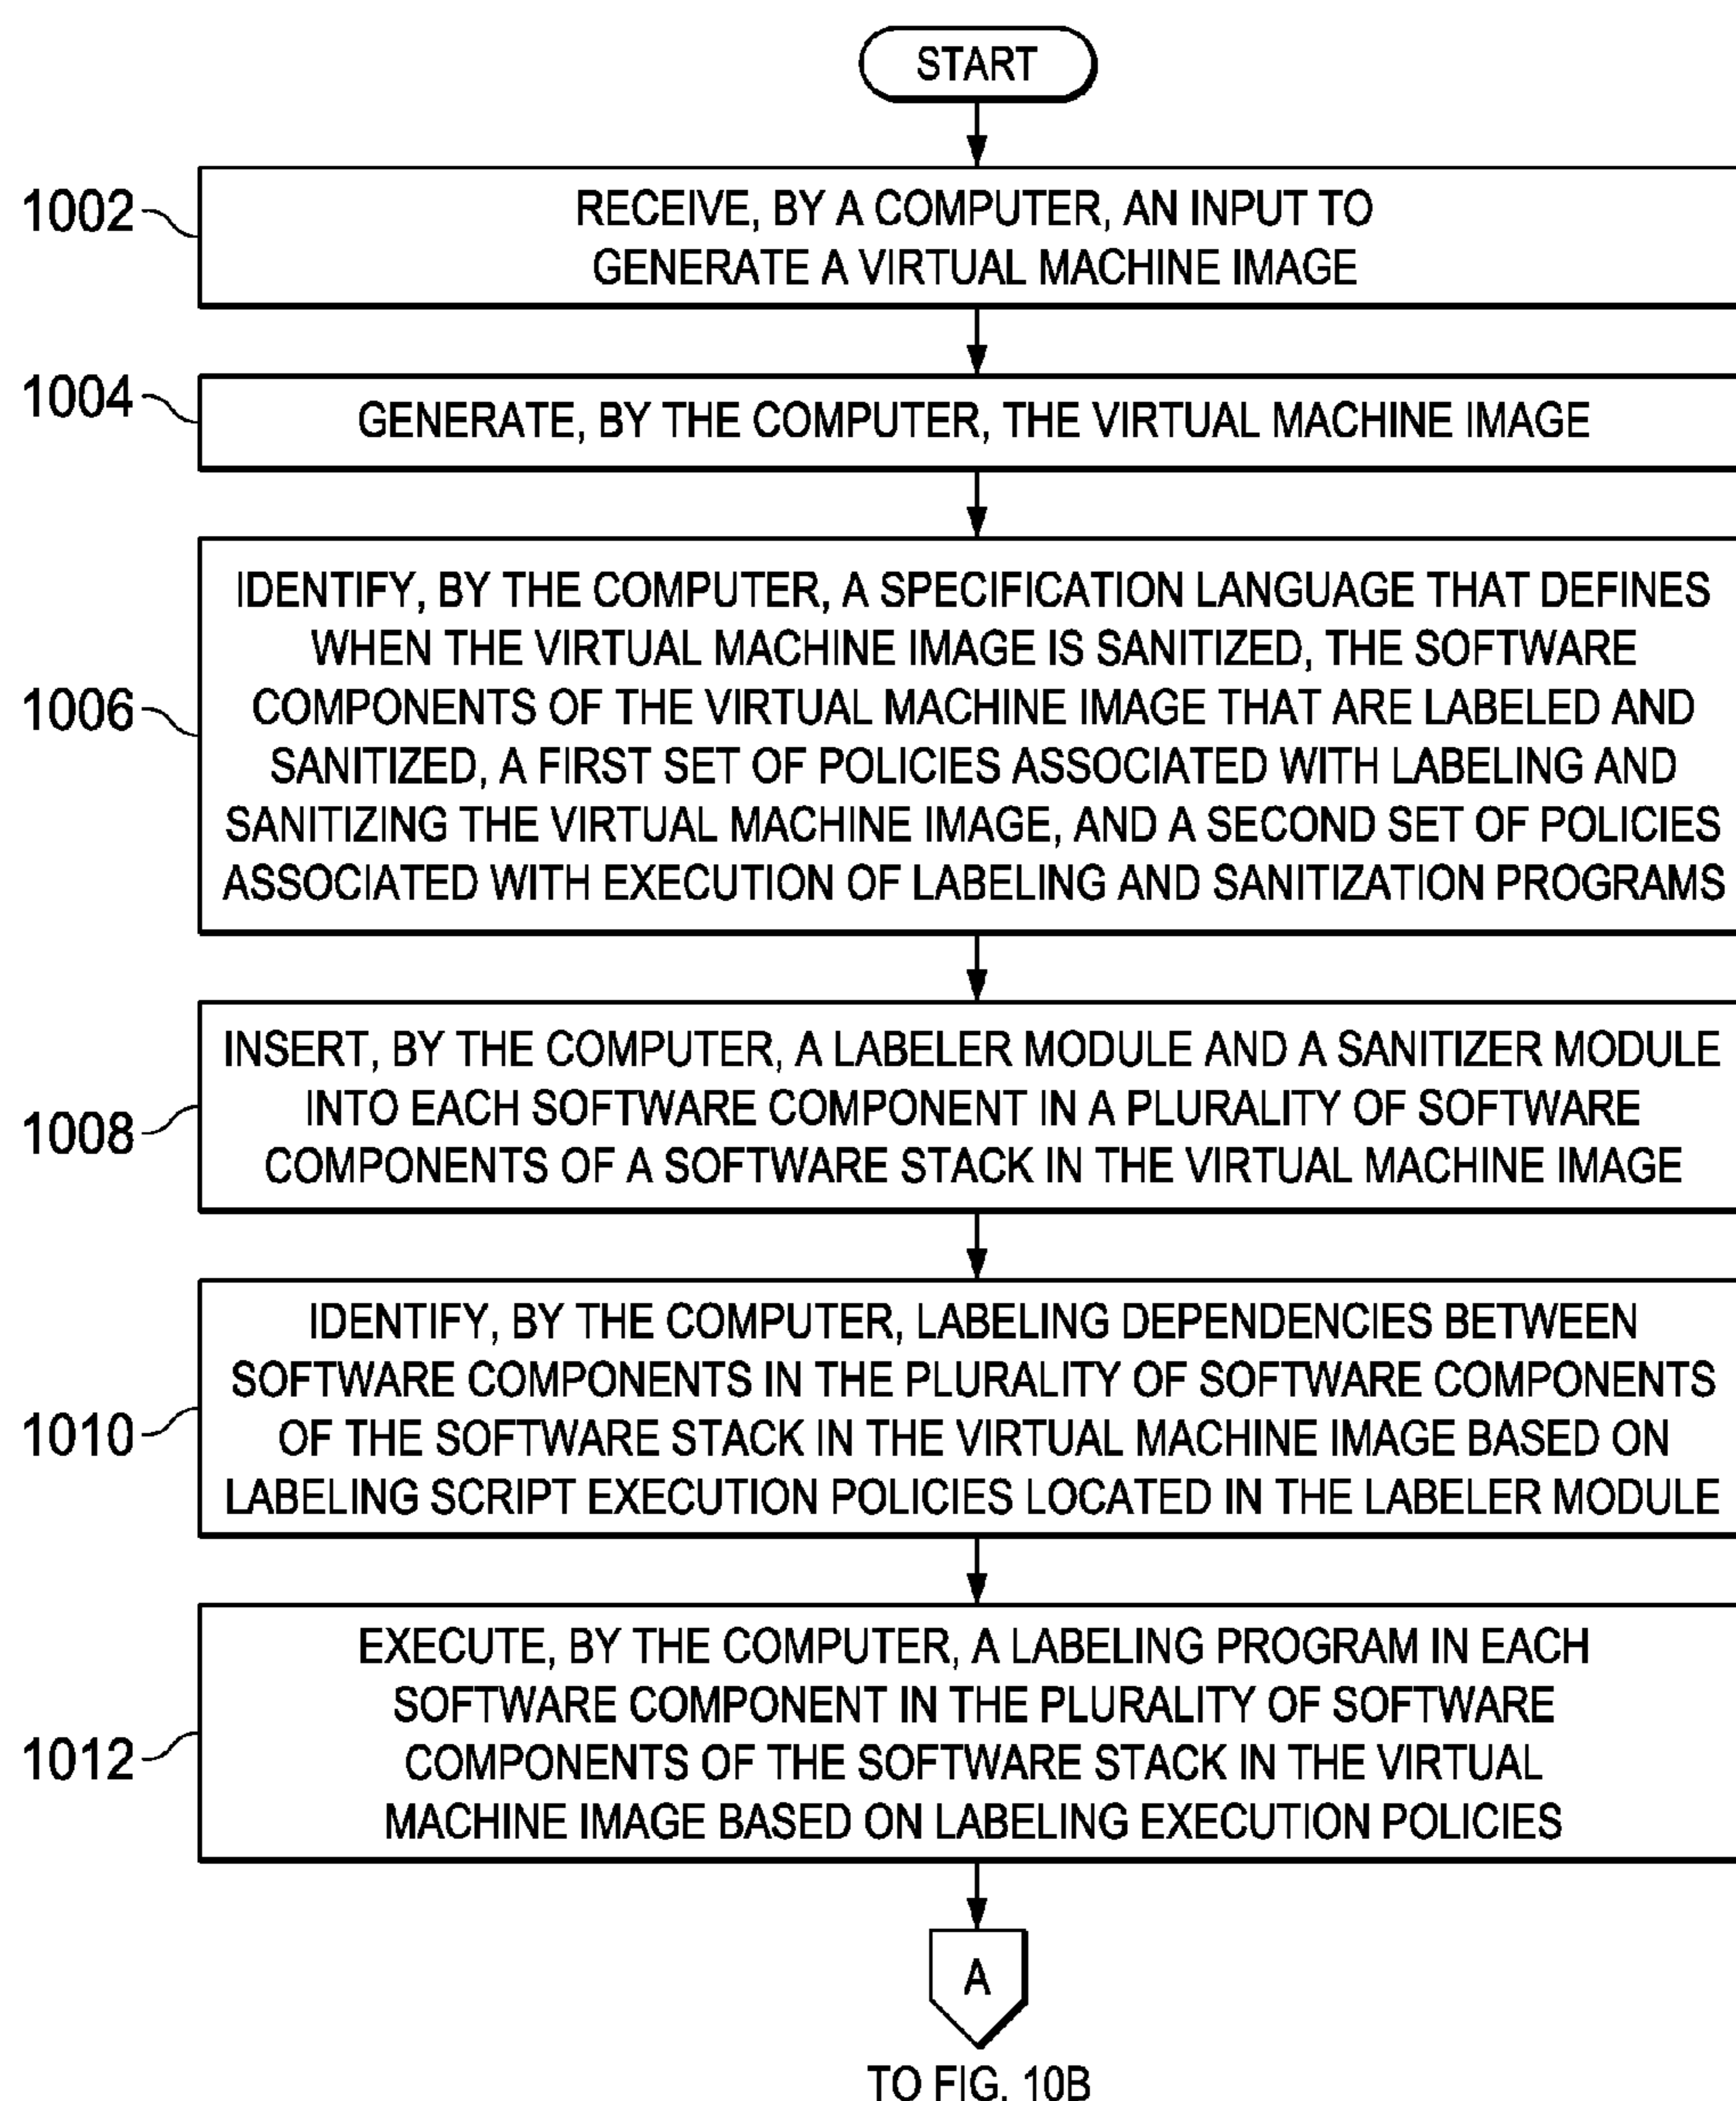 START
1002
RECEIVE, BY A COMPUTER, AN INPUT TO
GENERATE A VIRTUAL MACHINE IMAGE
1004
GENERATE, BY THE COMPUTER, THE VIRTUAL MACHINE IMAGE
1006
IDENTIFY, BY THE COMPUTER, A SPECIFICATION LANGUAGE THAT DEFINES
WHEN THE VIRTUAL MACHINE IMAGE IS SANITIZED, THE SOFTWARE
COMPONENTS OF THE VIRTUAL MACHINE IMAGE THAT ARE LABELED AND
SANITIZED, A FIRST SET OF POLICIES ASSOCIATED WITH LABELING AND
SANITIZING THE VIRTUAL MACHINE IMAGE, AND A SECOND SET OF POLICIES
ASSOCIATED WITH EXECUTION OF LABELING AND SANITIZATION PROGRAMS
1008
INSERT, BY THE COMPUTER, A LABELER MODULE AND A SANITIZER MODULE
INTO EACH SOFTWARE COMPONENT IN A PLURALITY OF SOFTWARE
COMPONENTS OF A SOFTWARE STACK IN THE VIRTUAL MACHINE IMAGE
1010
IDENTIFY, BY THE COMPUTER, LABELING DEPENDENCIES BETWEEN
SOFTWARE COMPONENTS IN THE PLURALITY OF SOFTWARE COMPONENTS
OF THE SOFTWARE STACK IN THE VIRTUAL MACHINE IMAGE BASED ON
LABELING SCRIPT EXECUTION POLICIES LOCATED IN THE LABELER MODULE
1012
EXECUTE, BY THE COMPUTER, A LABELING PROGRAM IN EACH
SOFTWARE COMPONENT IN THE PLURALITY OF SOFTWARE
COMPONENTS OF THE SOFTWARE STACK IN THE VIRTUAL
MACHINE IMAGE BASED ON LABELING EXECUTION POLICIES
A
TO FIG. 10B